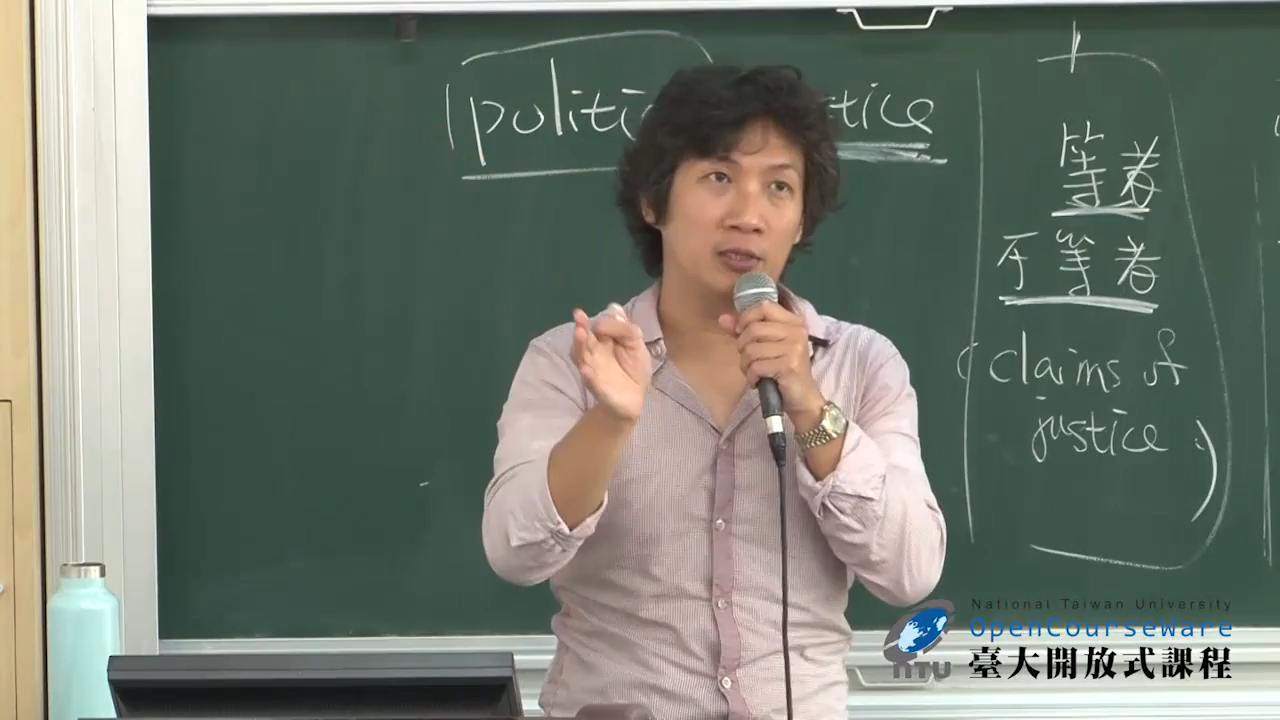 politi tice
等者
不等者
(claims of
justice)
National Taiwan University
OpenCourseWare
NTU 臺大開放式課程